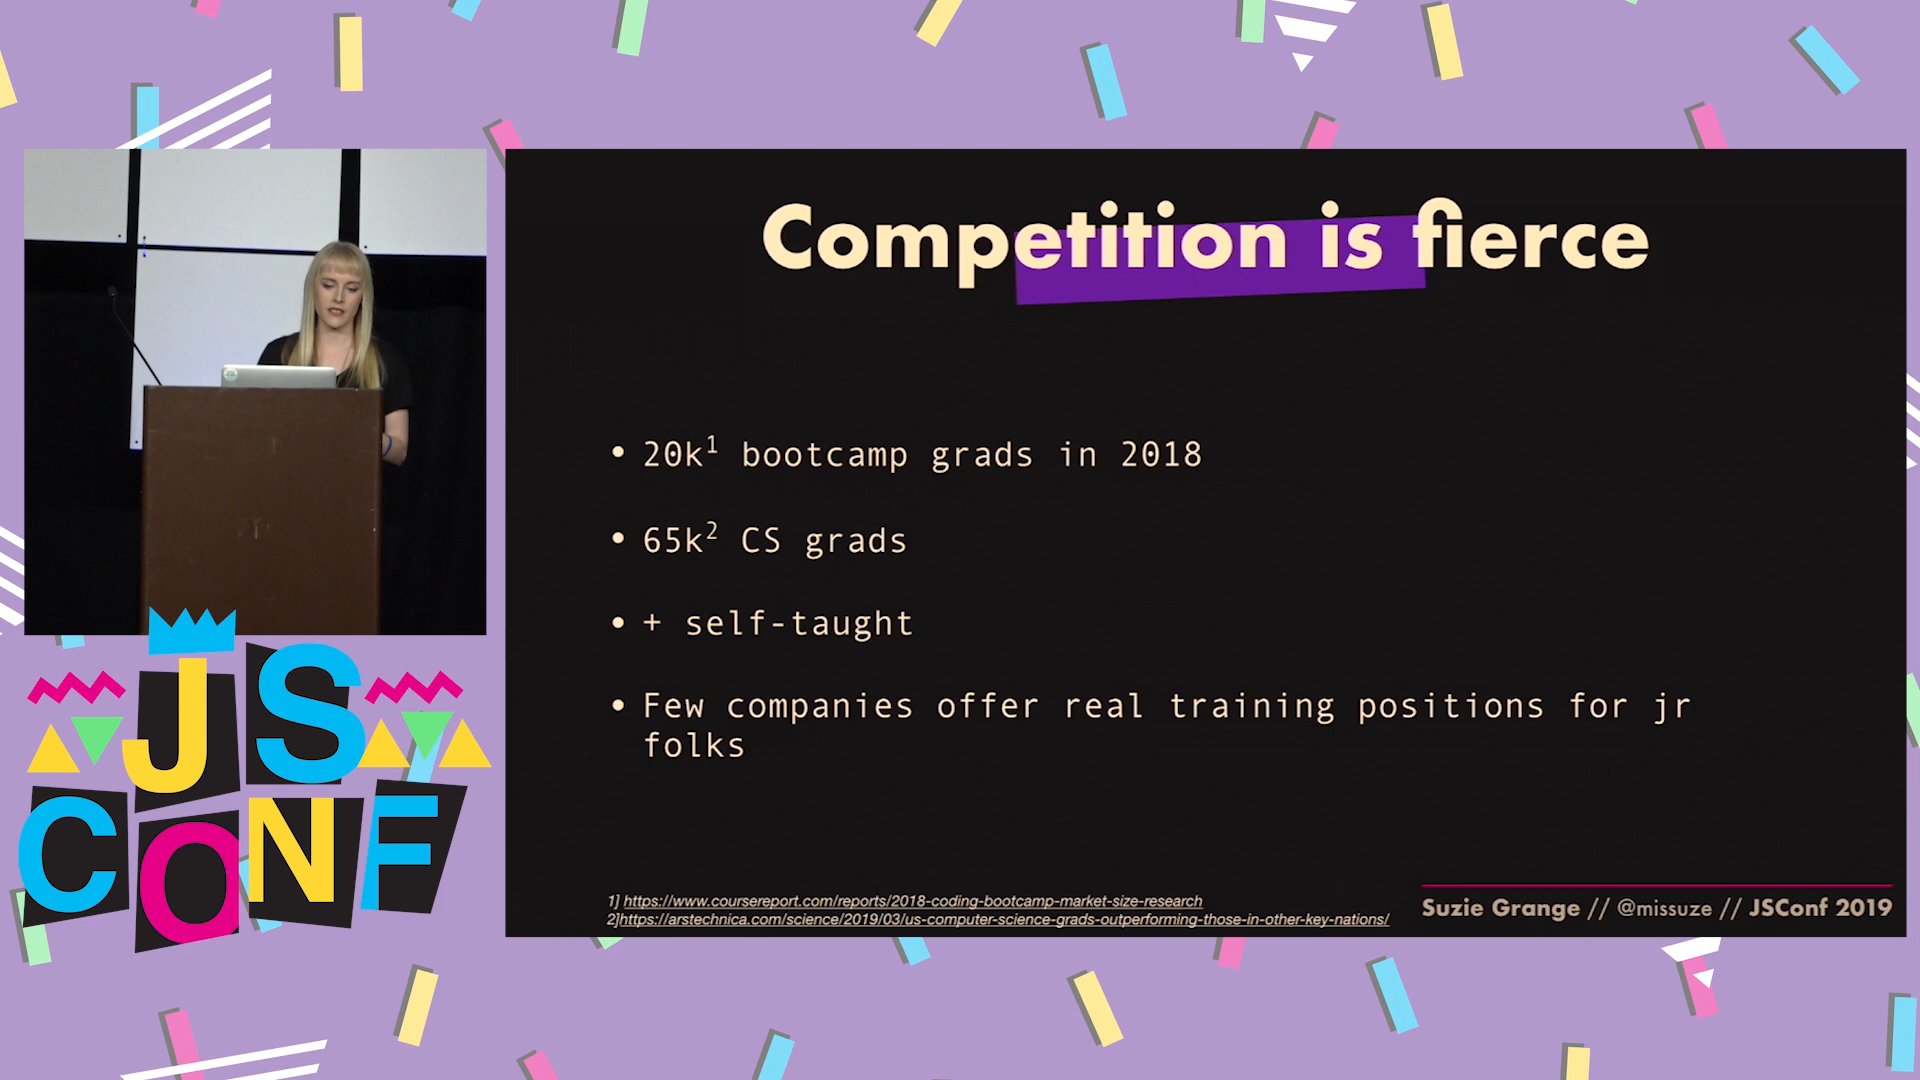 Competition is fierce
• 20k¹ bootcamp grads in 2018
• 65k² CS grads
• + self-taught
• Few companies offer real training positions for jr
folks
1] https://www.coursereport.com/reports/2018-coding-bootcamp-market-size-research
2]https://arstechnica.com/science/2019/03/us-computer-science-grads-outperforming-those-in-other-key-nations/
Suzie Grange // @missuze // JSConf 2019
JS
CONF